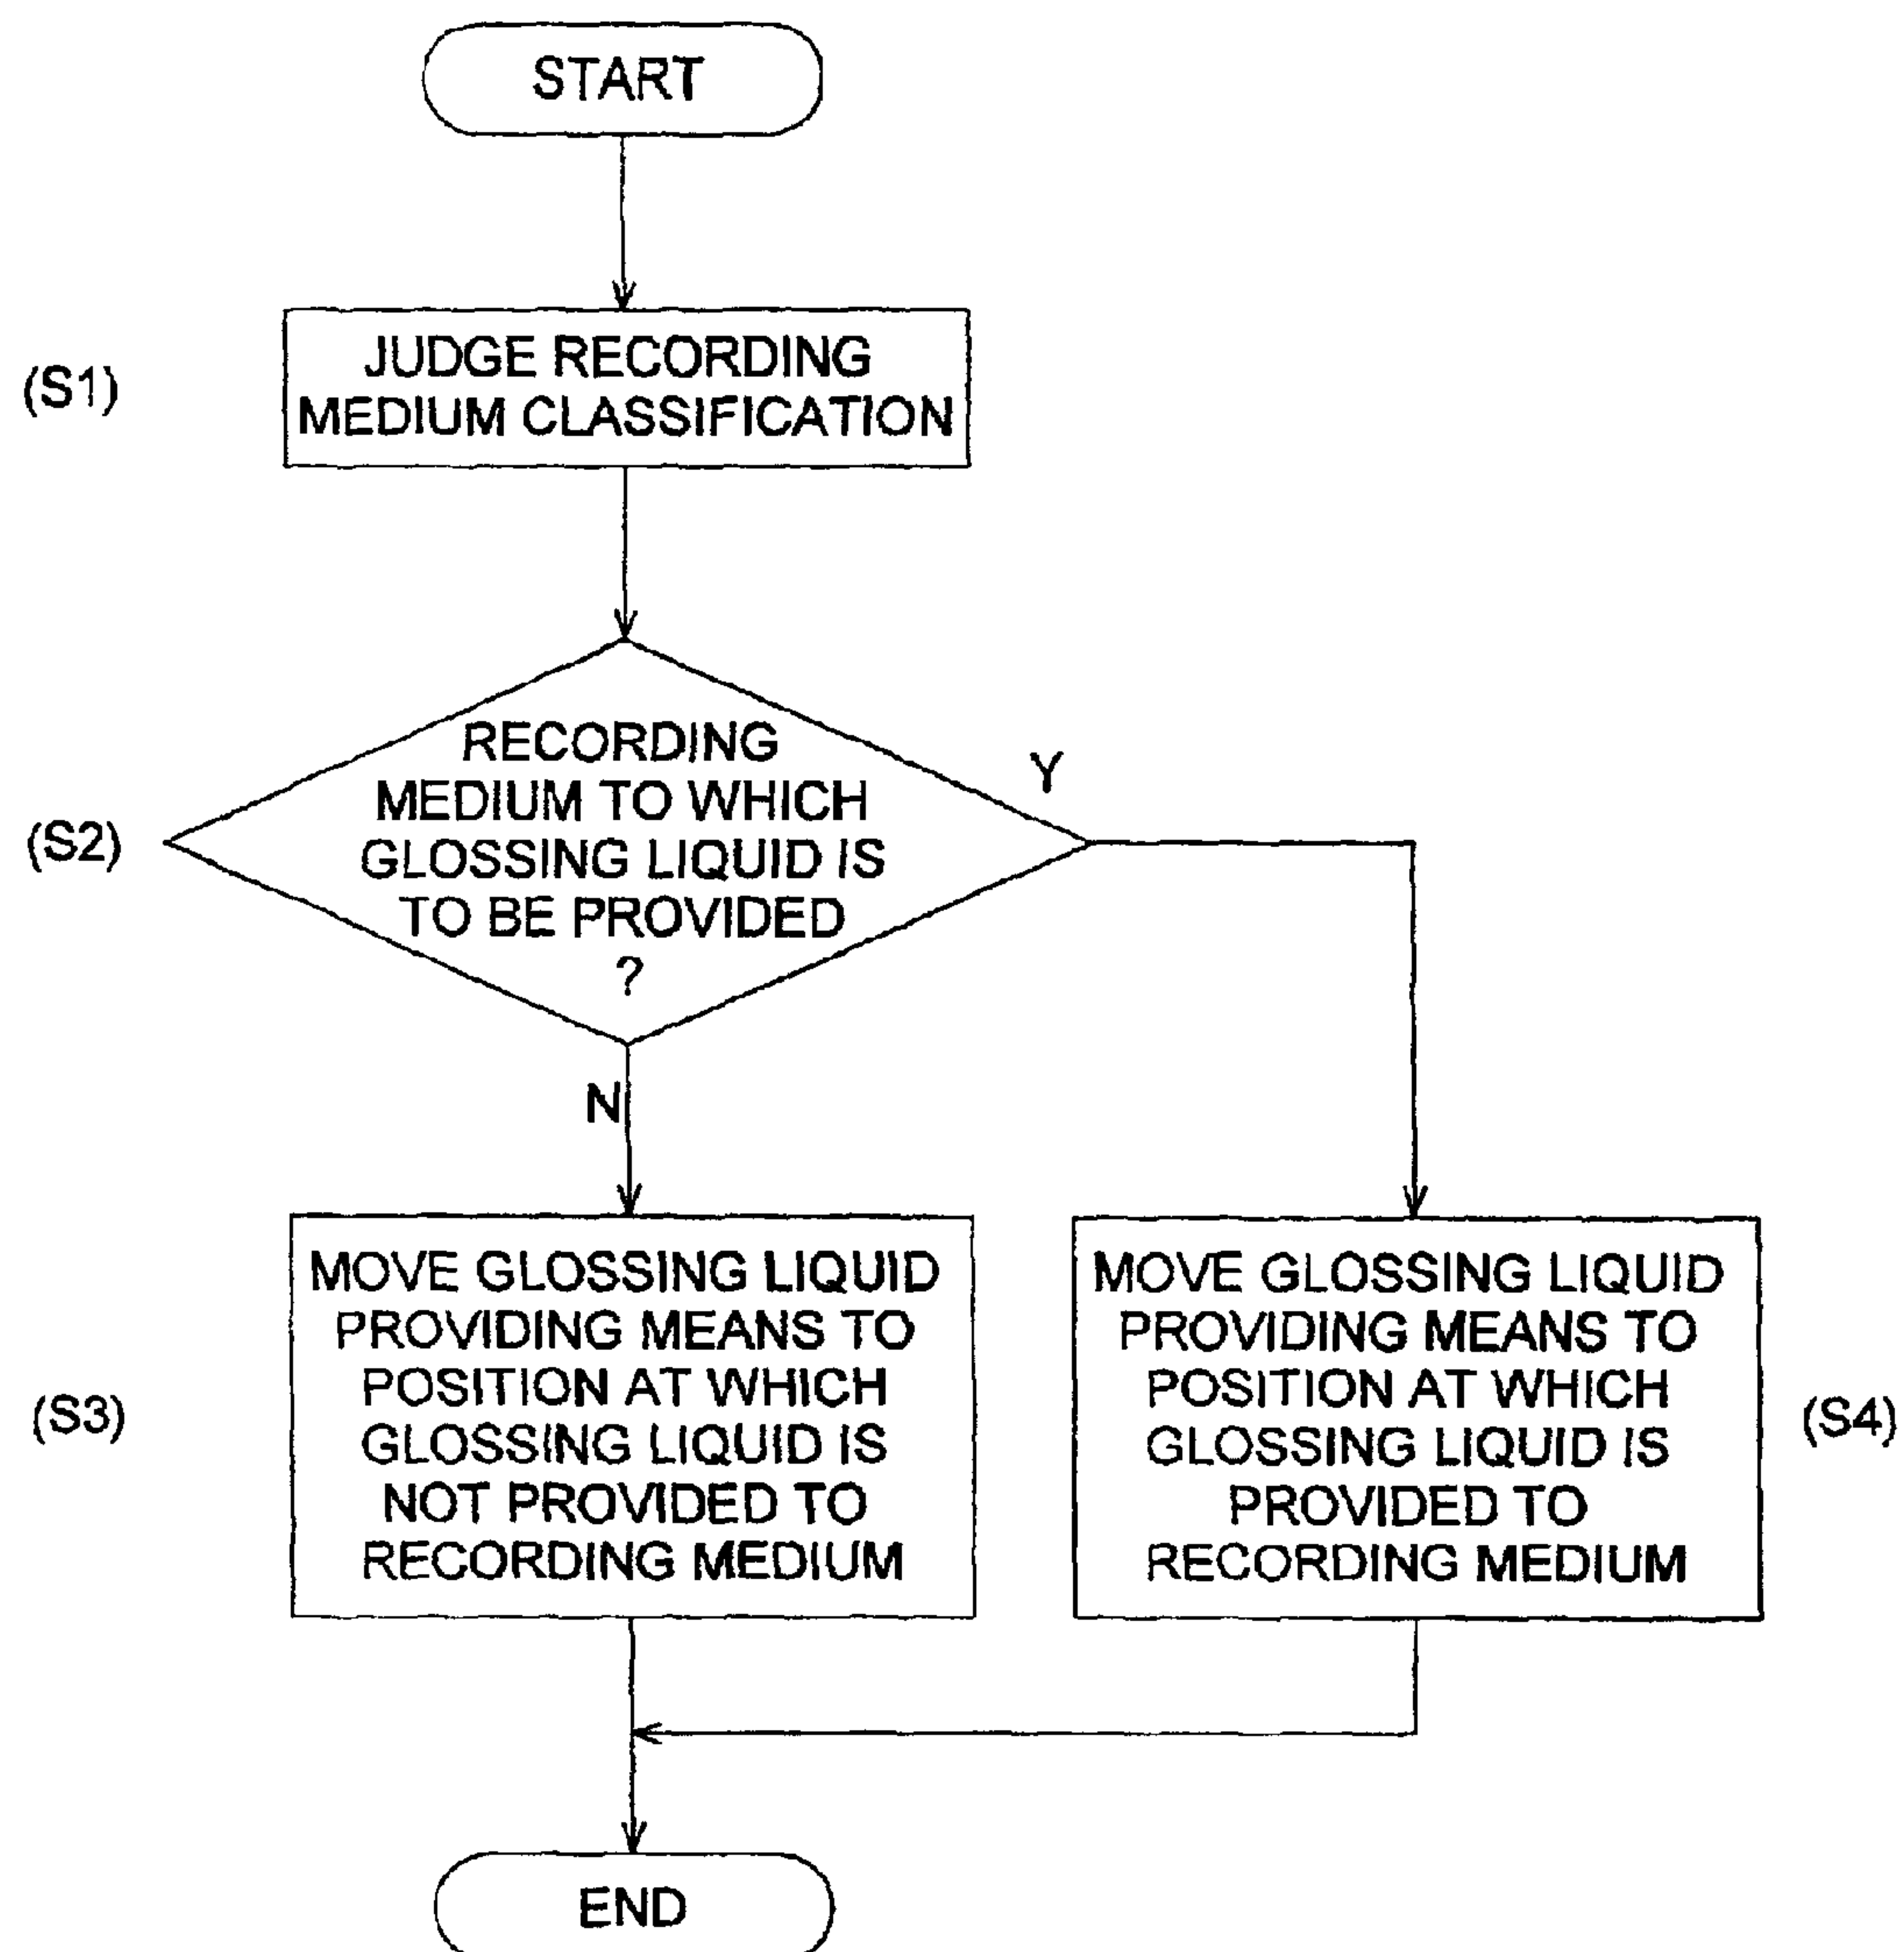 START
(S1)
JUDGE RECORDING
MEDIUM CLASSIFICATION
(S2)
RECORDING
MEDIUM TO WHICH
GLOSSING LIQUID IS
TO BE PROVIDED
?
Y
N
(S3)
MOVE GLOSSING LIQUID
PROVIDING MEANS TO
POSITION AT WHICH
GLOSSING LIQUID IS
NOT PROVIDED TO
RECORDING MEDIUM
MOVE GLOSSING LIQUID
PROVIDING MEANS TO
POSITION AT WHICH
GLOSSING LIQUID IS
PROVIDED TO
RECORDING MEDIUM
(S4)
END